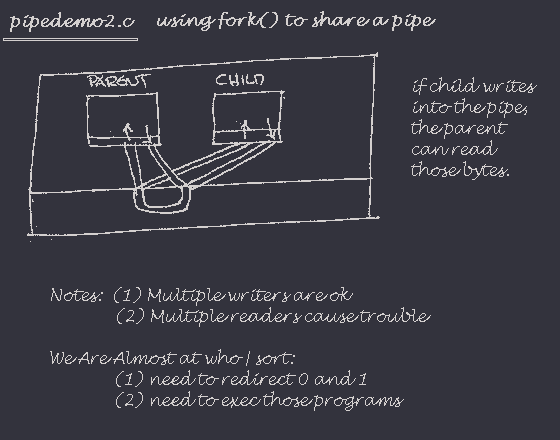 pipedemo2.c using fork() to share a pipe
PARENT CHILD
if child writes
into the pipe,
the parent
can read
those bytes.
Notes: (1) Multiple writers are ok
(2) Multiple readers cause trouble
We Are Almost at who | sort:
(1) need to redirect 0 and 1
(2) need to exec those programs